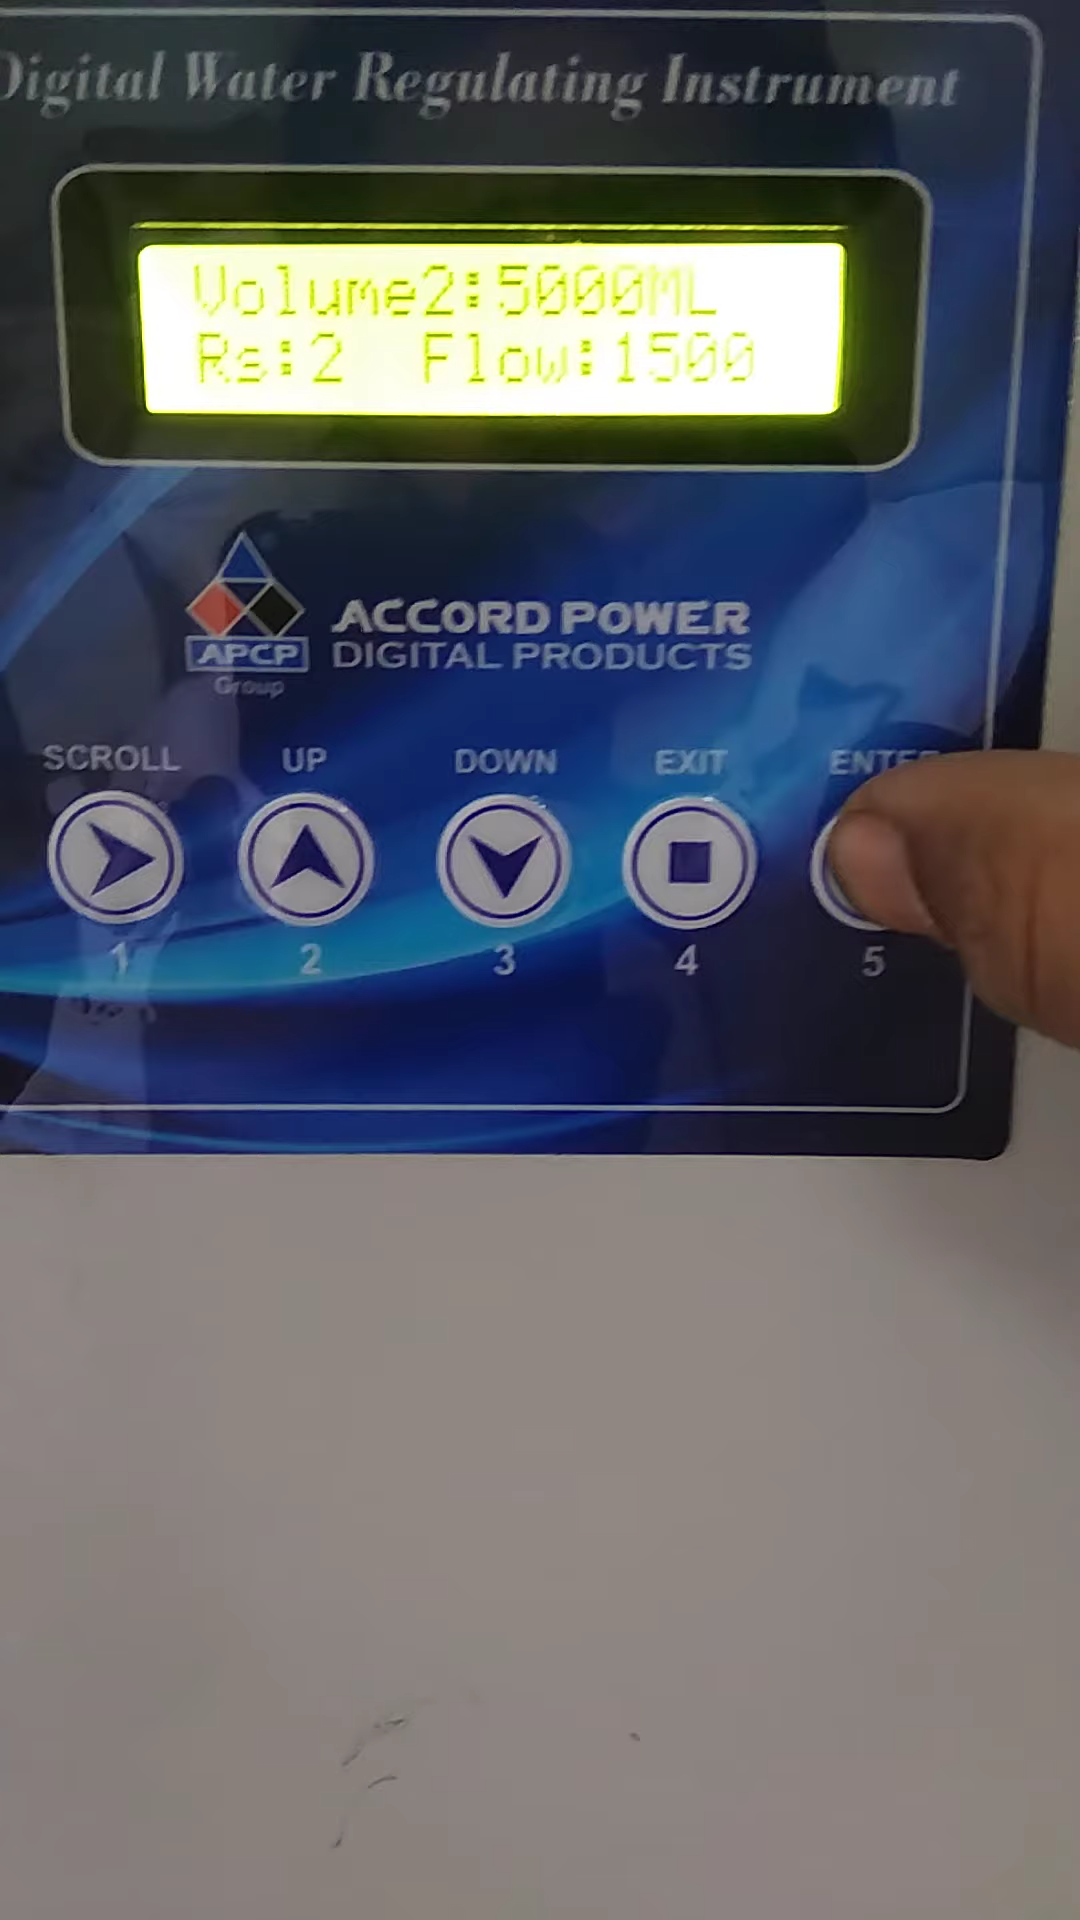 Digital Water Regulating Instrument
Volume2:5000ML
Rs:2 Flow:1500
ACCORD POWER
APCP DIGITAL PRODUCTS
Group
SCROLL UP DOWN EXIT ENTE
1 2 3 4 5